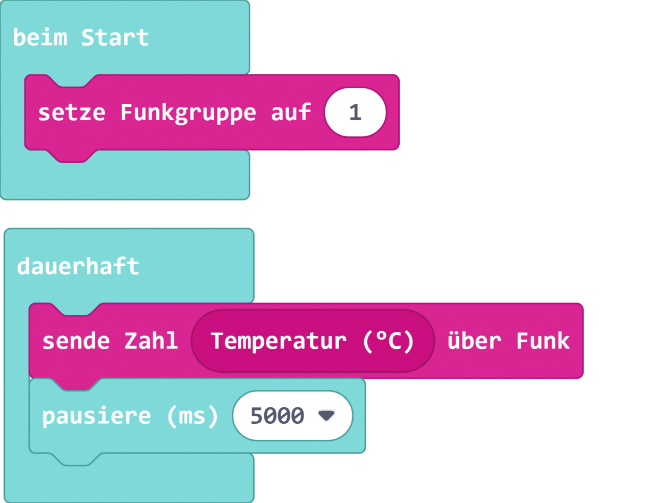 beim Start
setze Funkgruppe auf 1
dauerhaft
sende Zahl Temperatur (°C) über Funk
pausiere (ms) 5000